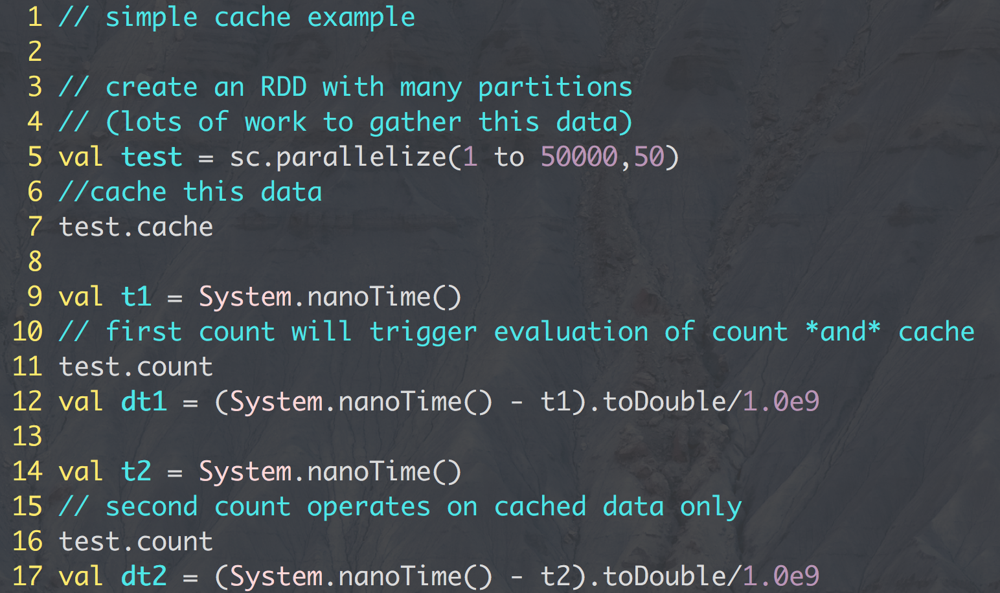 1 // simple cache example
2
3 // create an RDD with many partitions
4 // (lots of work to gather this data)
5 val test = sc.parallelize(1 to 50000,50)
6 //cache this data
7 test.cache
8
9 val t1 = System.nanoTime()
10 // first count will trigger evaluation of count *and* cache
11 test.count
12 val dt1 = (System.nanoTime() - t1).toDouble/1.0e9
13
14 val t2 = System.nanoTime()
15 // second count operates on cached data only
16 test.count
17 val dt2 = (System.nanoTime() - t2).toDouble/1.0e9